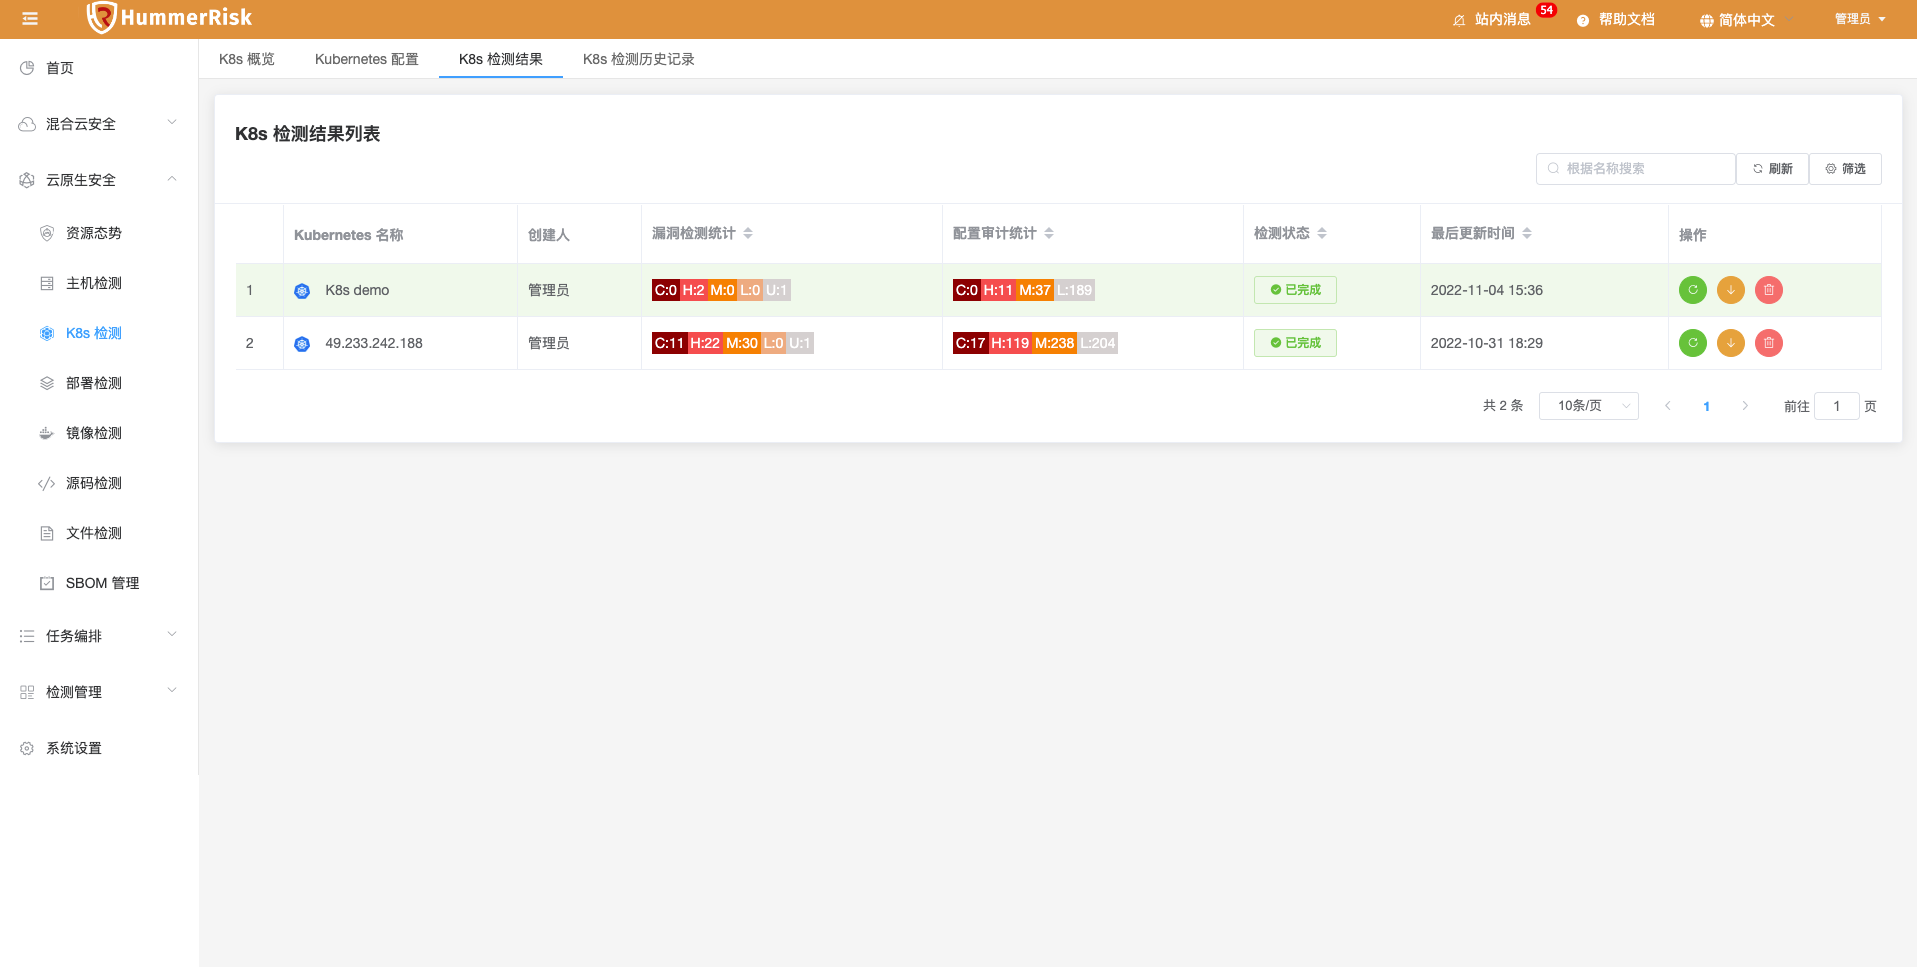 HummerRisk
站内消息 54 帮助文档 简体中文 管理员
K8s 概览 Kubernetes 配置 K8s 检测结果 K8s 检测历史记录
首页
混合云安全
云原生安全
资源态势
主机检测
K8s 检测
部署检测
镜像检测
源码检测
文件检测
SBOM 管理
任务编排
检测管理
系统设置
K8s 检测结果列表
根据名称搜索 刷新 筛选
Kubernetes 名称 创建人 漏洞检测统计 配置审计统计 检测状态 最后更新时间 操作
1 K8s demo 管理员 C:0 H:2 M:0 L:0 U:1 C:0 H:11 M:37 L:189 已完成 2022-11-04 15:36
2 49.233.242.188 管理员 C:11 H:22 M:30 L:0 U:1 C:17 H:119 M:238 L:204 已完成 2022-10-31 18:29
共 2 条 10条/页 1 前往 1 页